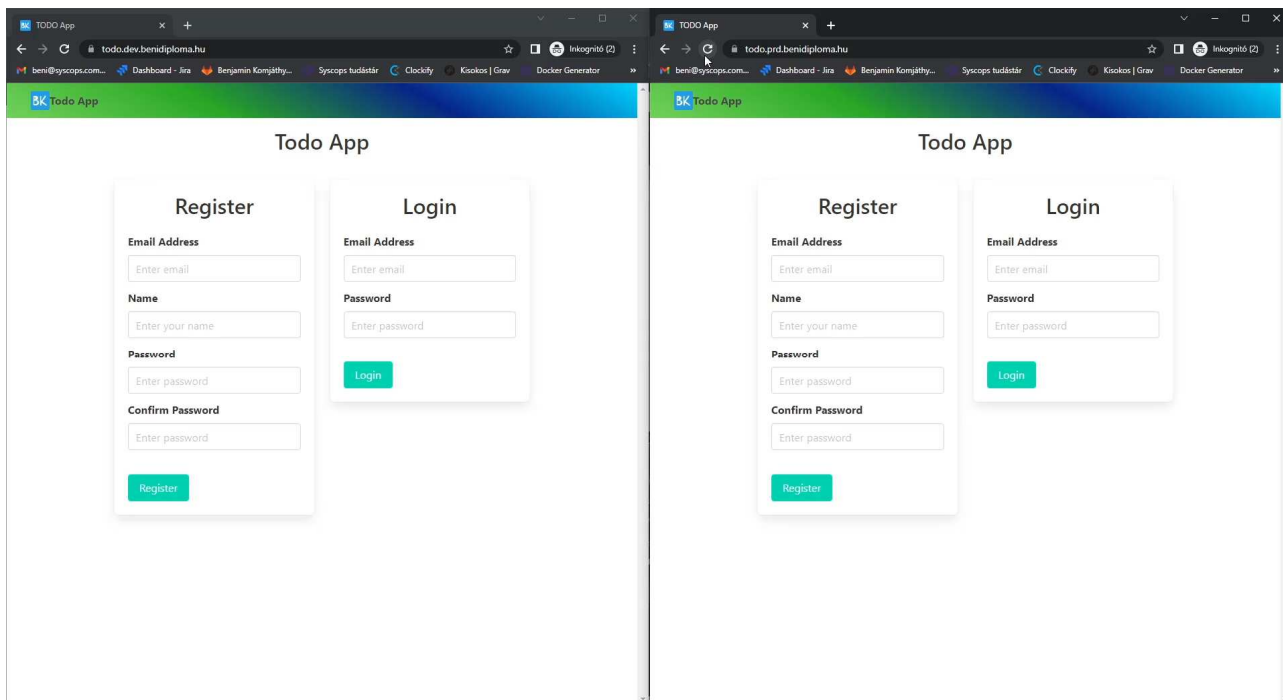 BK TODO App
todo.dev.benidiploma.hu
Inkognitó (2)
beni@syscops.com...
Dashboard - Jira
Benjamin Komjáthy...
Syscops tudástár
Clockify
Kisokos | Grav
Docker Generator
»
BK Todo App
Todo App
Register
Email Address
Enter email
Name
Enter your name
Password
Enter password
Confirm Password
Enter password
Register
Login
Email Address
Enter email
Password
Enter password
Login
BK TODO App
todo.prd.benidiploma.hu
Inkognitó (2)
beni@syscops.com...
Dashboard - Jira
Benjamin Komjáthy...
Syscops tudástár
Clockify
Kisokos | Grav
Docker Generator
»
BK Todo App
Todo App
Register
Email Address
Enter email
Name
Enter your name
Password
Enter password
Confirm Password
Enter password
Register
Login
Email Address
Enter email
Password
Enter password
Login